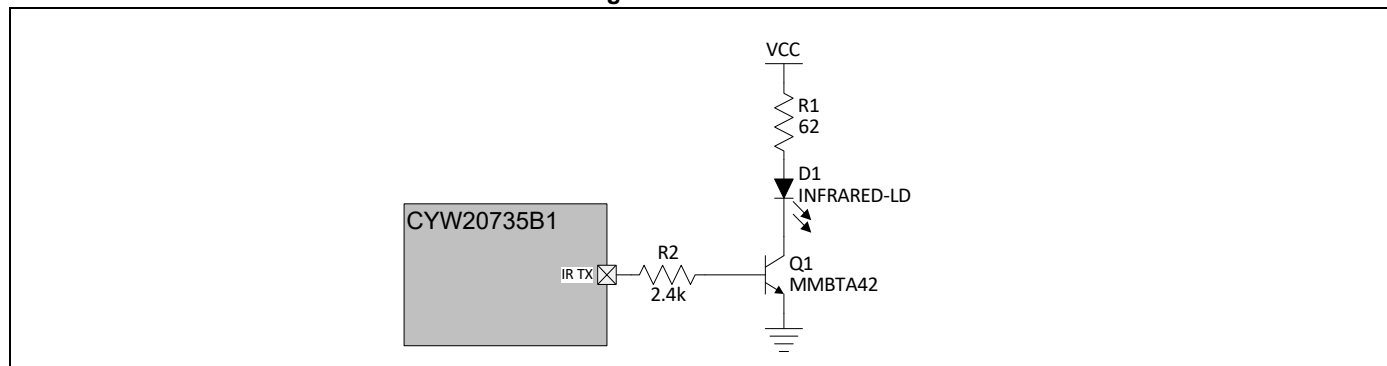 VCC
R1
62
D1
INFRARED-LD
CYW20735B1
R2
IR TX
Q1
2.4k
MMBTA42